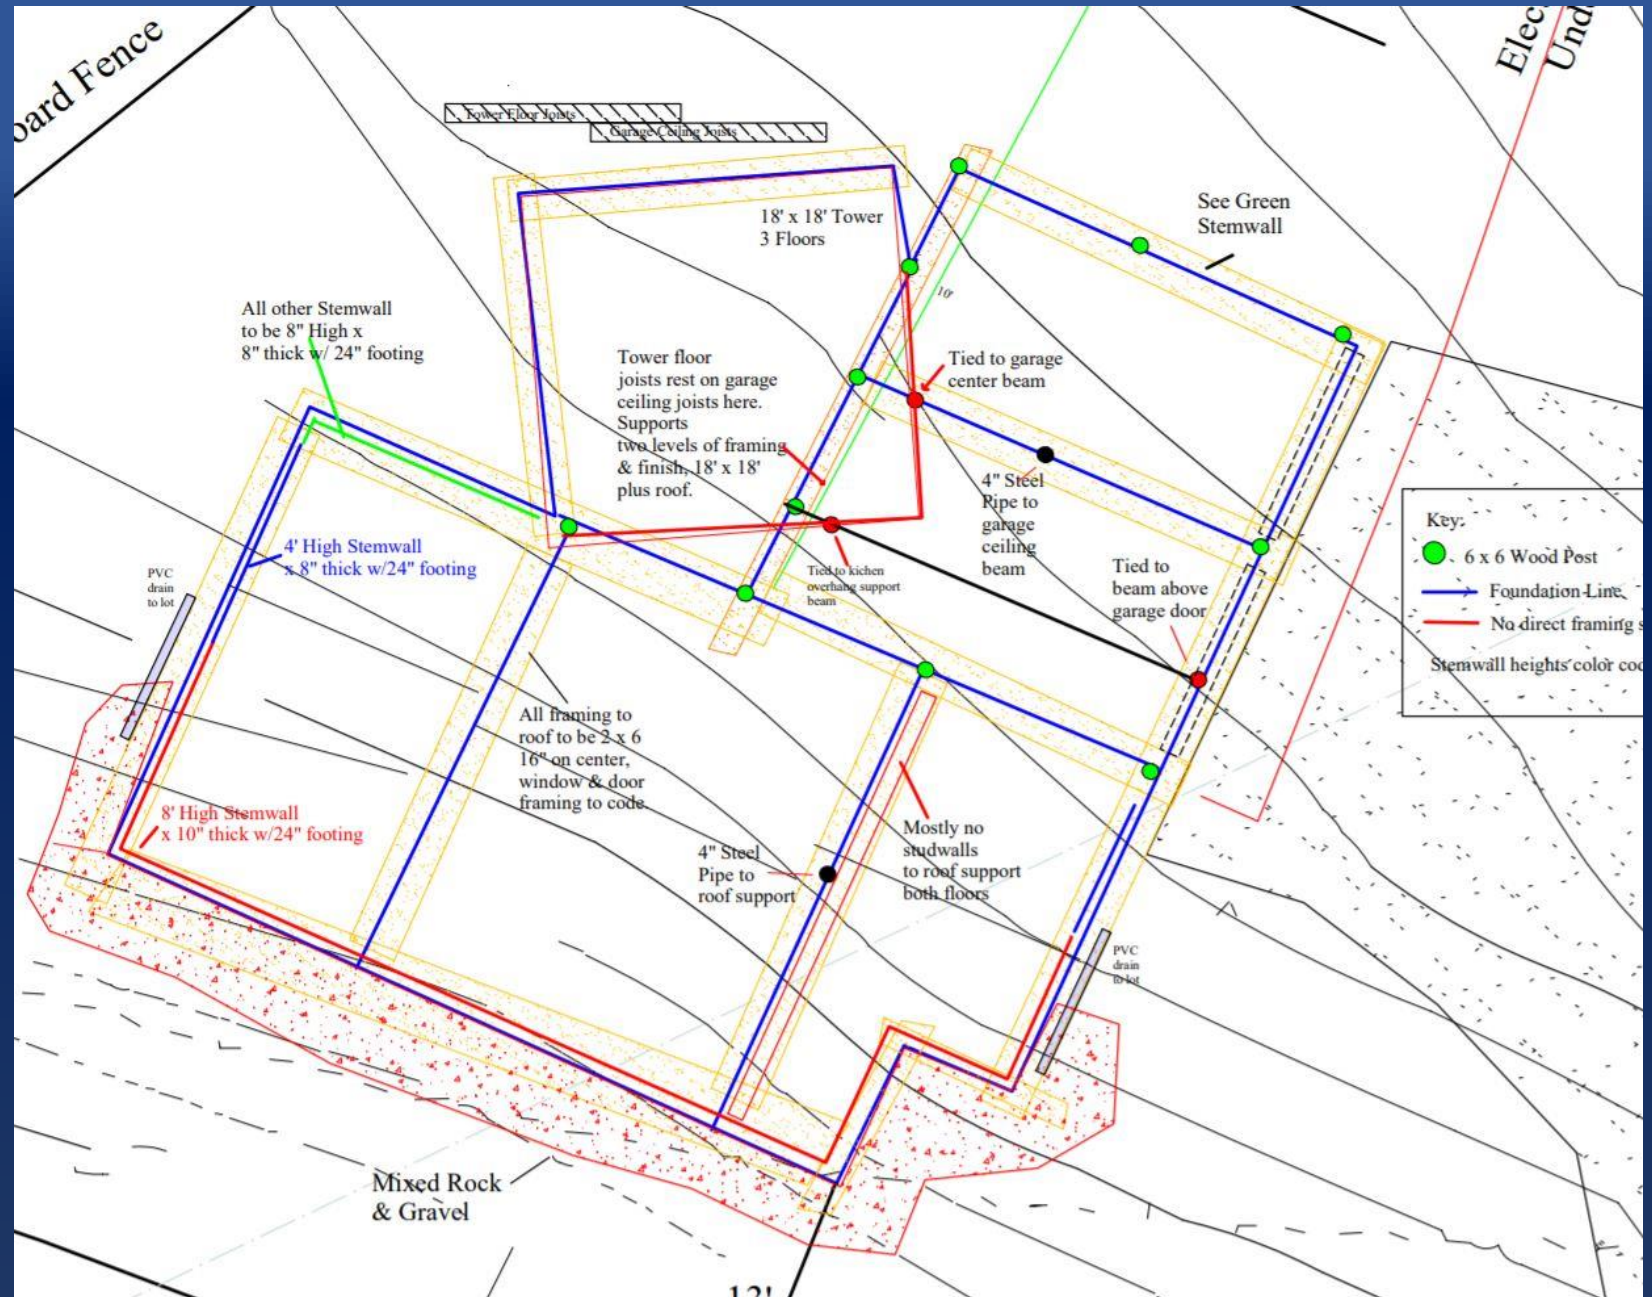 oard Fence
Elec
Und
Tower Floor Joists
Garage Ceiling Joists
18' x 18' Tower
3 Floors
See Green
Stemwall
10'
All other Stemwall
to be 8" High x
8" thick w/ 24" footing
Tower floor
joists rest on garage
ceiling joists here.
Supports
two levels of framing
& finish, 18' x 18'
plus roof.
Tied to garage
center beam
4" Steel
Pipe to
garage
ceiling
beam
Key:
6 x 6 Wood Post
Foundation Line
No direct framing s
Stemwall heights color coo
4' High Stemwall
x 8" thick w/24" footing
PVC
drain
to lot
Tied to kichen
overhang support
beam
Tied to
beam above
garage door
All framing to
roof to be 2 x 6
16" on center,
window & door
framing to code.
8' High Stemwall
x 10" thick w/24" footing
4" Steel
Pipe to
roof support
Mostly no
studwalls
to roof support
both floors
PVC
drain
to lot
Mixed Rock
& Gravel
12'